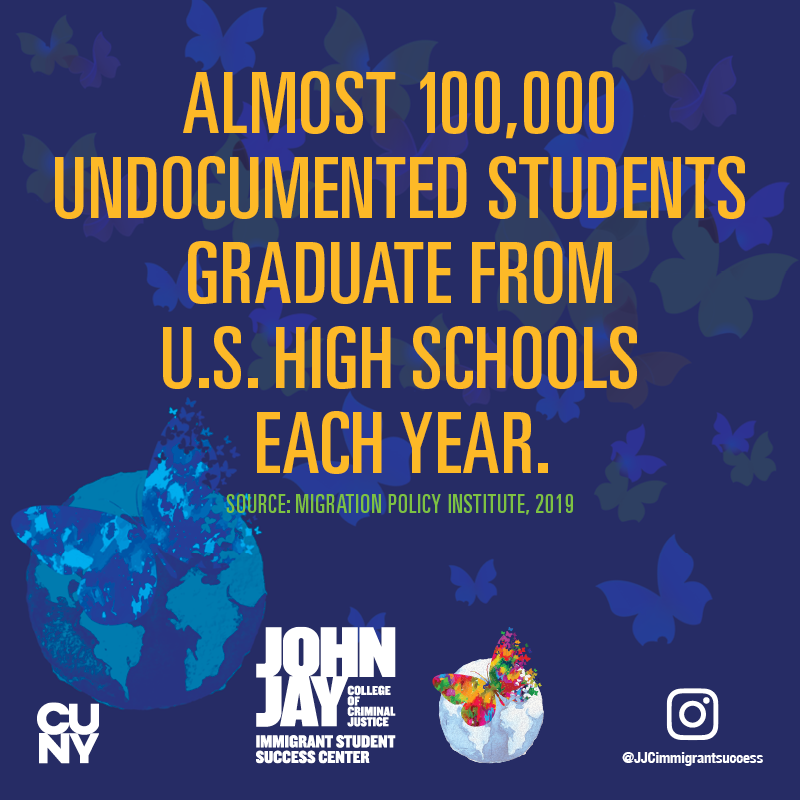 ALMOST 100,000
UNDOCUMENTED STUDENTS
GRADUATE FROM
U.S. HIGH SCHOOLS
EACH YEAR.
SOURCE: MIGRATION POLICY INSTITUTE, 2019
CU
NY
JOHN
JAY
COLLEGE
OF
CRIMINAL
JUSTICE
IMMIGRANT STUDENT
SUCCESS CENTER
@JJCimmigrantsuccess